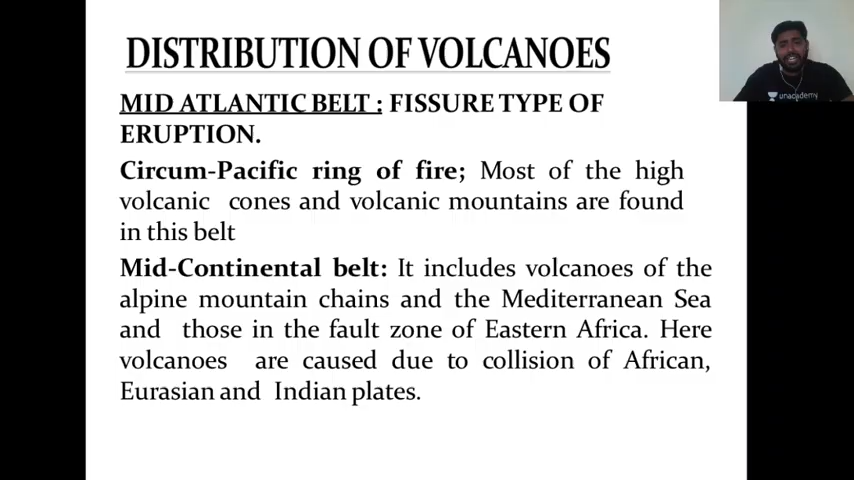 DISTRIBUTION OF VOLCANOES
MID ATLANTIC BELT : FISSURE TYPE OF
ERUPTION.
Circum-Pacific ring of fire; Most of the high
volcanic cones and volcanic mountains are found
in this belt
Mid-Continental belt: It includes volcanoes of the
alpine mountain chains and the Mediterranean Sea
and those in the fault zone of Eastern Africa. Here
volcanoes are caused due to collision of African,
Eurasian and Indian plates.
unacademy